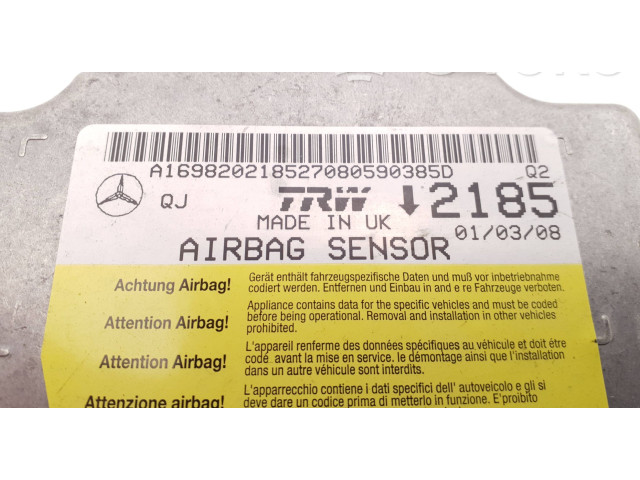 A1698202185270805903​85D Q2
QJ TRW 2185
MADE IN UK
01/03/08
AIRBAG SENSOR
Achtung Airbag! Gerät enthält fahrzeugspezifische Daten und muß vor inbetriebnahme
codiert werden. Entfernen und Einbau in and e re Fahrzeuge verboten.
Attention Airbag! Appliance contains data for the specific vehicles and must be coded
before being operational. Removal and installation in other vehicles
prohibited.
Attention Airbag! L'appareil renferme des données spécifiques au véhicule et doit être
codé avant la mise en service. le démontage ainsi que l'installation
dans un autre véhicule sont interdits.
Attenzione airbag! L'apparecchio contiene i dati specifici dell' autoveicolo e gli si
deve dare un codice prima di metterlo in funzione. E'proibito